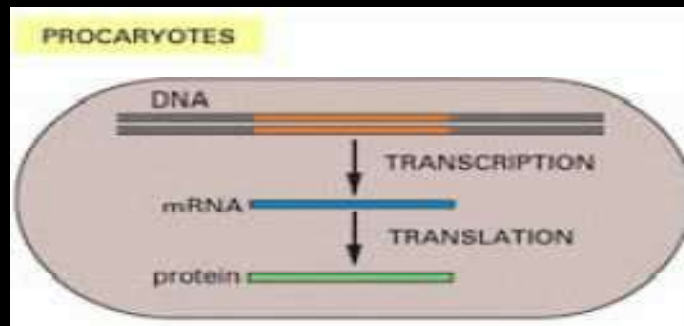 PROCARYOTES
DNA
TRANSCRIPTION
mRNA
TRANSLATION
protein